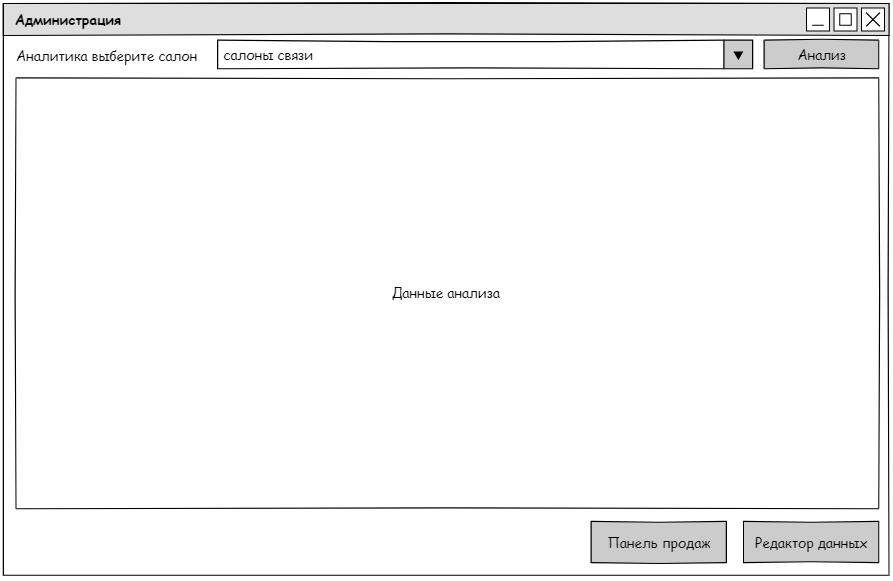 Администрация
Аналитика выберите салон
салоны связи
Анализ
Данные анализа
Панель продаж
Редактор данных